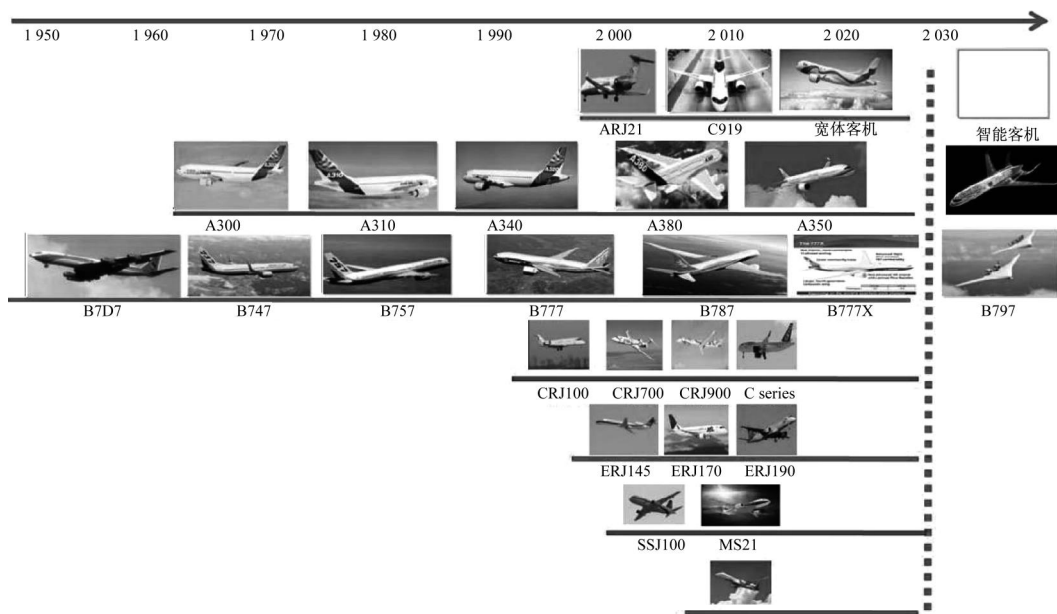 1 950 1 960 1 970 1 980 1 990 2 000 2 010 2 020 2 030
ARJ21 C919 宽体客机 智能客机
A300 A310 A340 A380 A350
B7D7 B747 B757 B777 B787 B777X B797
CRJ100 CRJ700 CRJ900 C series
ERJ145 ERJ170 ERJ190
SSJ100 MS21